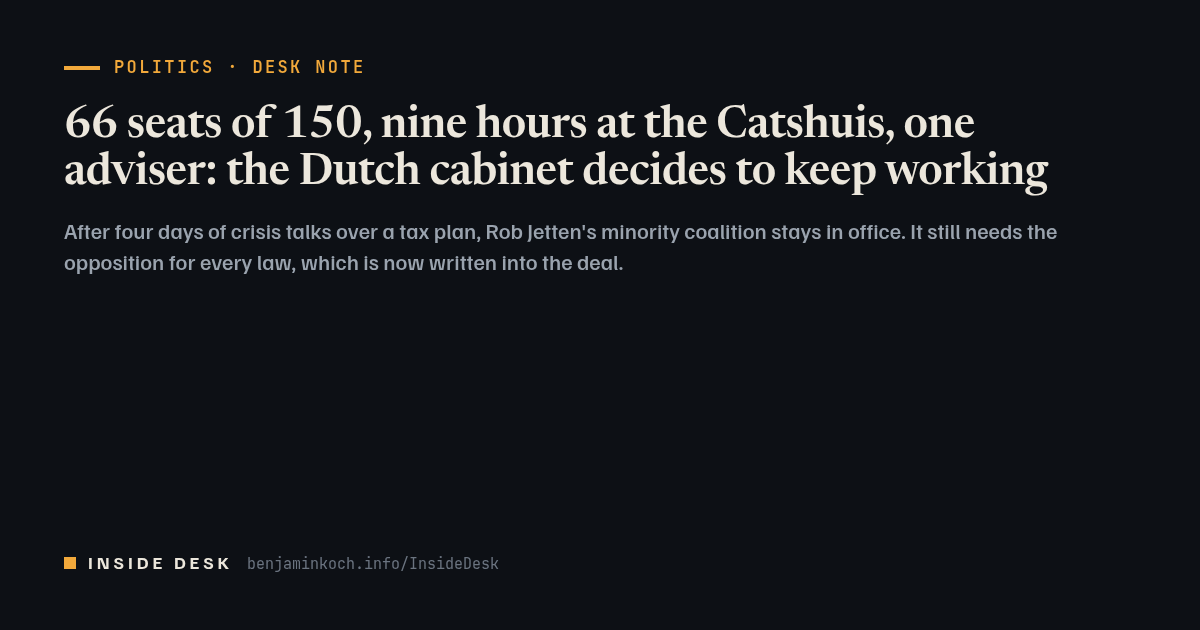 POLITICS · DESK NOTE
66 seats of 150, nine hours at the Catshuis, one
adviser: the Dutch cabinet decides to keep working
After four days of crisis talks over a tax plan, Rob Jetten's minority coalition stays in office. It still needs the
opposition for every law, which is now written into the deal.
INSIDE DESK benjaminkoch.info/InsideDesk